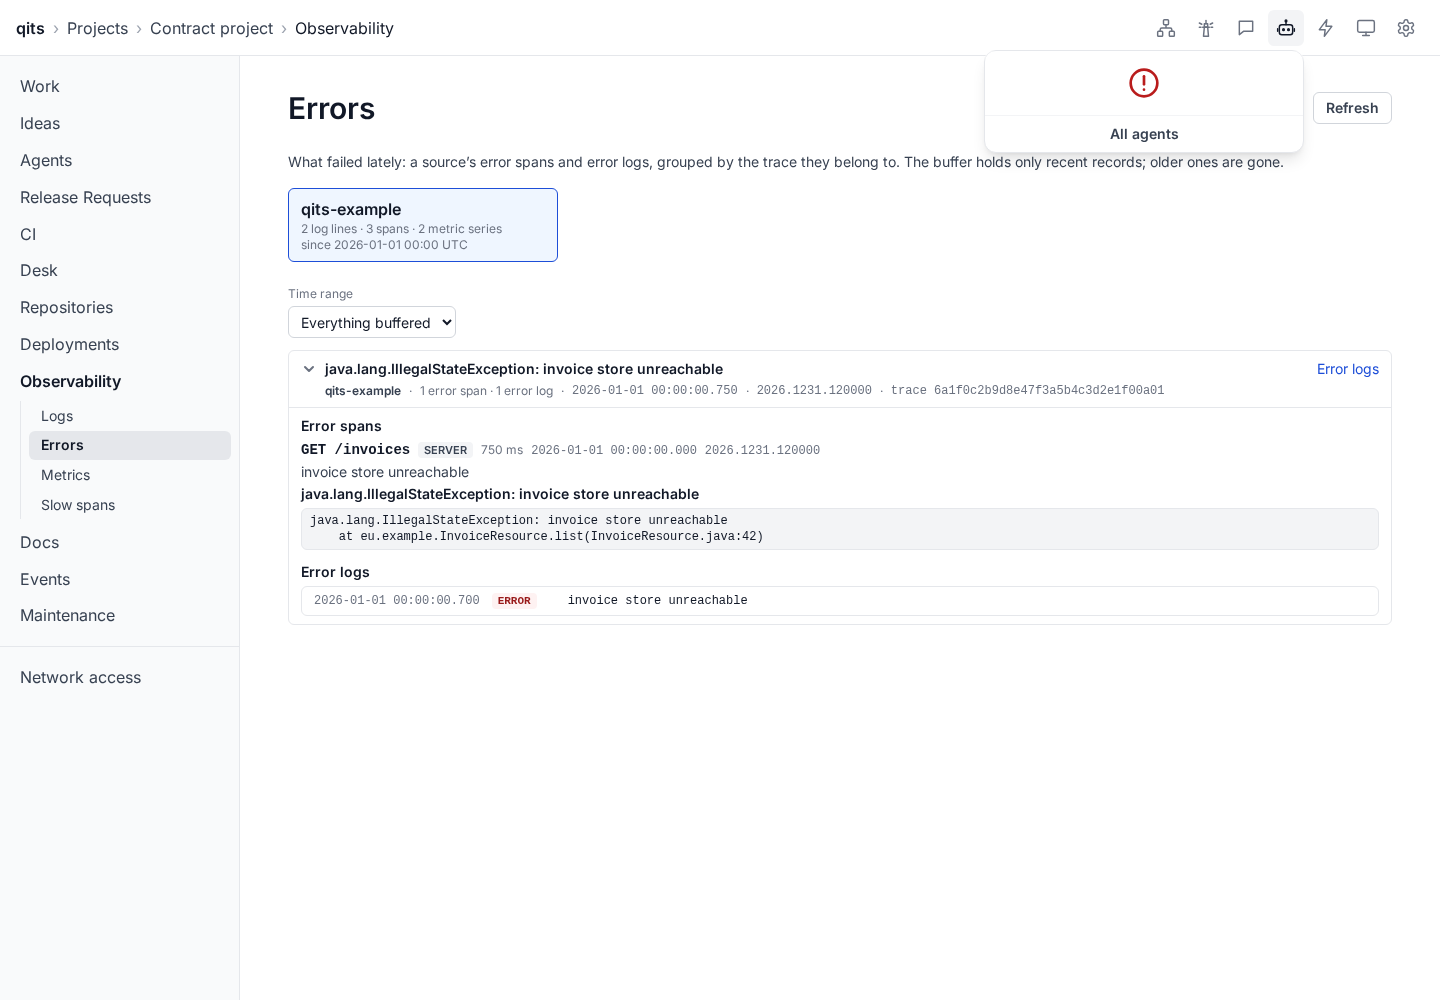 qits › Projects › Contract project › Observability
Work
Ideas
Agents
Release Requests
CI
Desk
Repositories
Deployments
Observability
Logs
Errors
Metrics
Slow spans
Docs
Events
Maintenance
Network access
All agents
Errors
Refresh
What failed lately: a source's error spans and error logs, grouped by the trace they belong to. The buffer holds only recent records; older ones are gone.
qits-example
2 log lines · 3 spans · 2 metric series
since 2026-01-01 00:00 UTC
Time range
Everything buffered
java.lang.IllegalStateException: invoice store unreachable
Error logs
qits-example · 1 error span · 1 error log · 2026-01-01 00:00:00.750 · 2026.1231.120000 · trace 6a1f0c2b9d8e47f3a5b4c3d2e1f00a01
Error spans
GET /invoices SERVER 750 ms 2026-01-01 00:00:00.000 2026.1231.120000
invoice store unreachable
java.lang.IllegalStateException: invoice store unreachable
java.lang.IllegalStateException: invoice store unreachable
    at eu.example.InvoiceResource.list(InvoiceResource.java:42)
Error logs
2026-01-01 00:00:00.700 ERROR invoice store unreachable